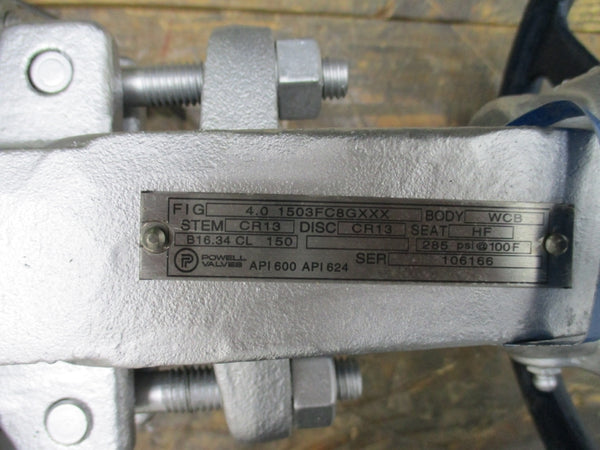 FIG 4.0 1503FC8GXXX BODY WCB
STEM CR13 DISC CR13 SEAT HF
B16.34 CL 150 285 psi@100F
POWELL VALVES API 600 API 624 SER 106166